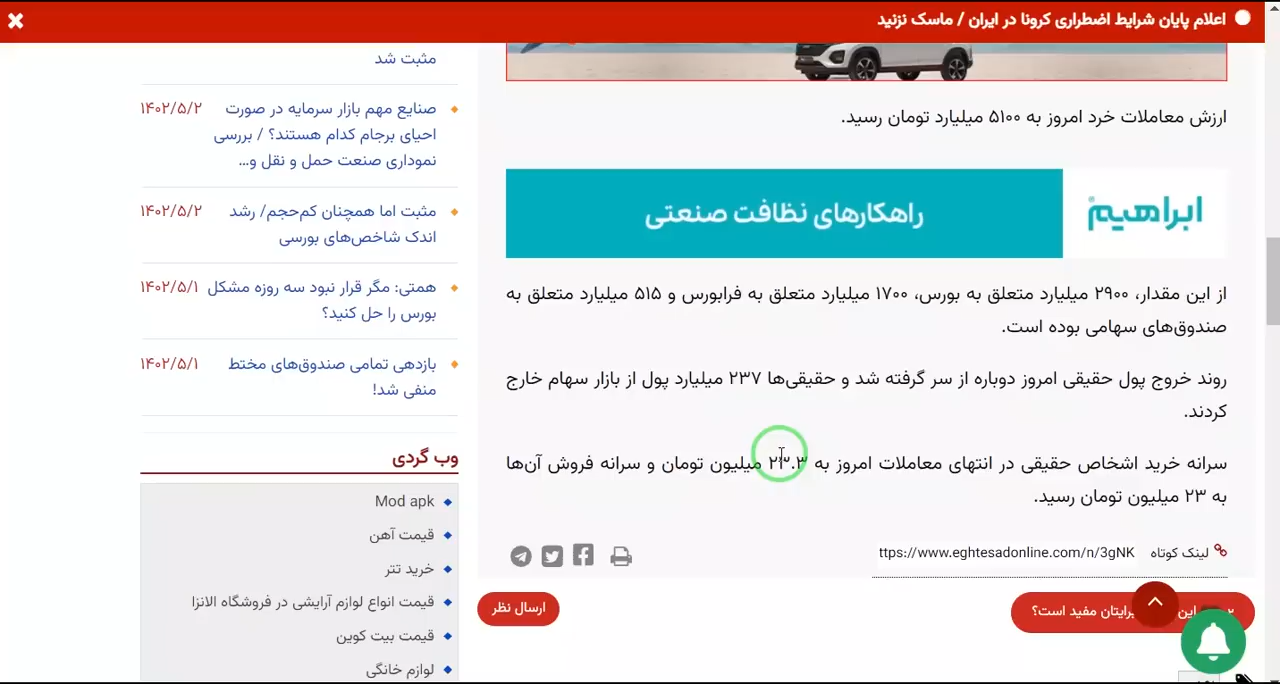 اعلام پایان شرایط اضطراری کرونا در ایران / ماسک نزنید
ارزش معاملات خرد امروز به ۵۱۰۰ میلیارد تومان رسید.
ابراهیم
راهکارهای نظافت صنعتی
از این مقدار، ۲۹۰۰ میلیارد متعلق به بورس، ۱۷۰۰ میلیارد متعلق به فرابورس و ۵۱۵ میلیارد متعلق به
صندوق‌های سهامی بوده است.
روند خروج پول حقیقی امروز دوباره از سر گرفته شد و حقیقی‌ها ۲۳۷ میلیارد پول از بازار سهام خارج
کردند.
سرانه خرید اشخاص حقیقی در انتهای معاملات امروز به ۲۳.۳ میلیون تومان و سرانه فروش آن‌ها
به ۲۳ میلیون تومان رسید.
لینک کوتاه ttps://www.eghtesadonline.com/n/3gNK
این برایتان مفید است؟
ارسال نظر
مثبت شد
صنایع مهم بازار سرمایه در صورت ۱۴۰۲/۵/۲
احیای برجام کدام هستند؟ / بررسی
نموداری صنعت حمل و نقل و...
مثبت اما همچنان کم‌حجم/ رشد ۱۴۰۲/۵/۲
اندک شاخص‌های بورسی
همتی: مگر قرار نبود سه روزه مشکل ۱۴۰۲/۵/۱
بورس را حل کنید؟
بازدهی تمامی صندوق‌های مختط ۱۴۰۲/۵/۱
منفی شد!
وب گردی
Mod apk
قیمت آهن
خرید تتر
قیمت انواع لوازم آرایشی در فروشگاه الانزا
قیمت بیت کوین
لوازم خانگی